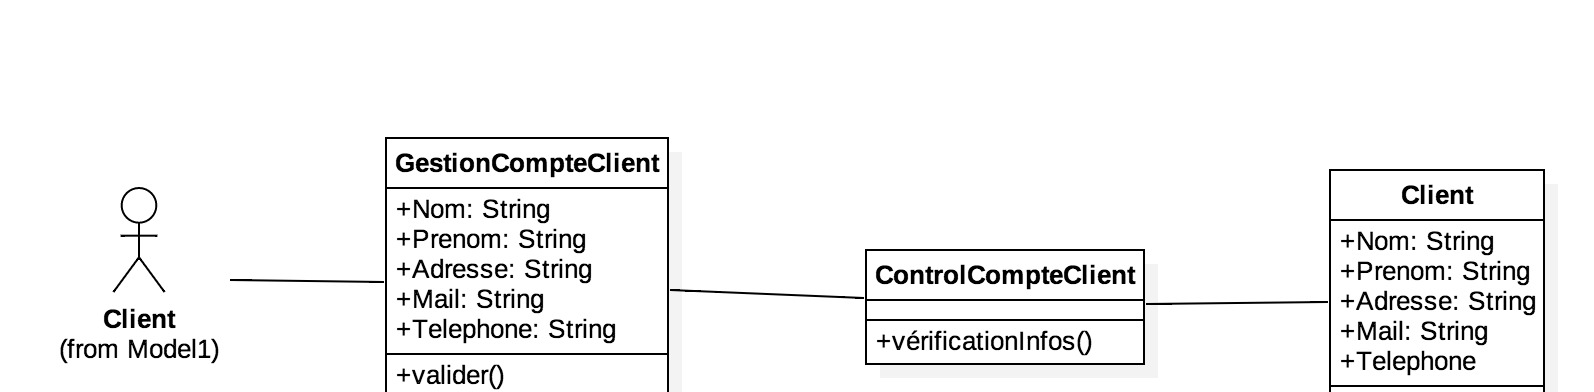 Client
(from Model1)
GestionCompteClient
+Nom: String
+Prenom: String
+Adresse: String
+Mail: String
+Telephone: String
+valider()
ControlCompteClient
+vérificationInfos()
Client
+Nom: String
+Prenom: String
+Adresse: String
+Mail: String
+Telephone